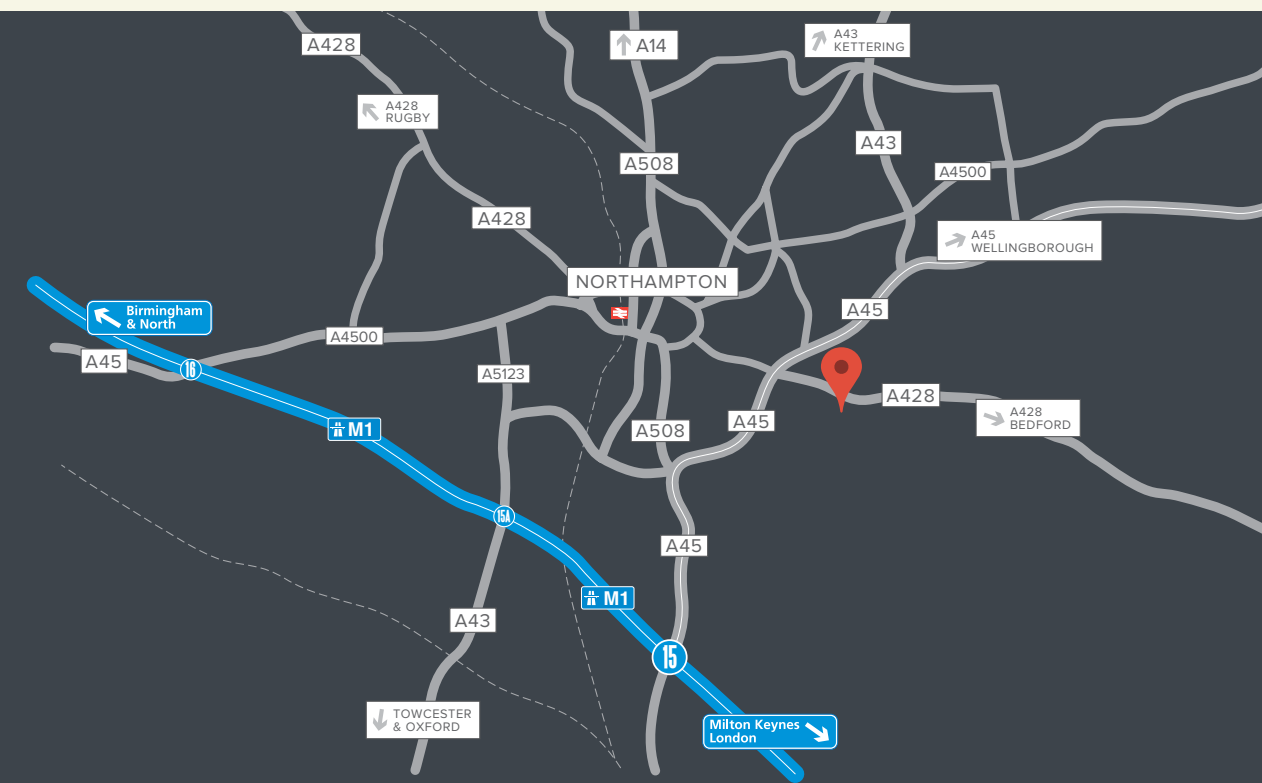 A428
A14
A43
KETTERING
A428
RUGBY
A43
A508
A4500
A428
A45
WELLINGBOROUGH
NORTHAMPTON
Birmingham
& North
A45
A4500
A45
16
A5123
A428
A428
BEDFORD
M1
A508
A45
15A
A45
M1
A43
15
TOWCESTER
& OXFORD
Milton Keynes
London